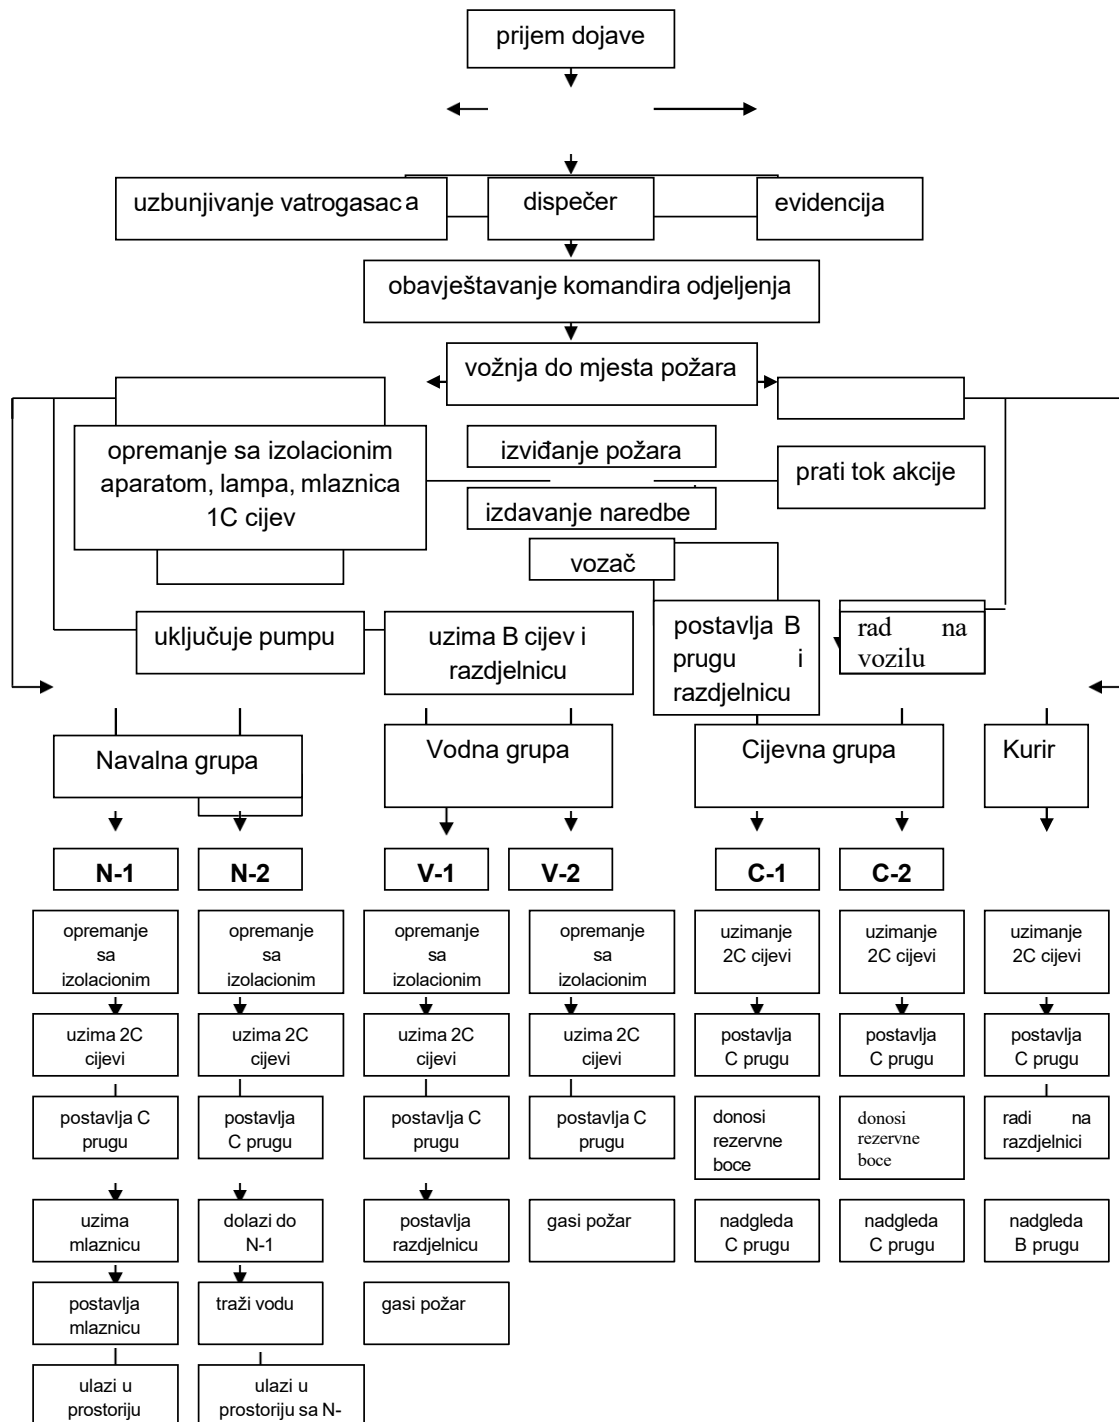 prijem dojave
uzbunjivanje vatrogasaca
dispečer
evidencija
obavještavanje komandira odjeljenja
vožnja do mjesta požara
opremanje sa izolacionim
aparatom, lampa, mlaznica
1C cijev
izviđanje požara
prati tok akcije
izdavanje naredbe
vozač
uključuje pumpu
uzima B cijev i
razdjelnicu
postavlja B
prugu i
razdjelnicu
rad na
vozilu
Navalna grupa
Vodna grupa
Cijevna grupa
Kurir
N-1
N-2
V-1
V-2
C-1
C-2
opremanje
sa
izolacionim
opremanje
sa
izolacionim
opremanje
sa
izolacionim
opremanje
sa
izolacionim
uzimanje
2C cijevi
uzimanje
2C cijevi
uzimanje
2C cijevi
uzima 2C
cijevi
uzima 2C
cijevi
uzima 2C
cijevi
uzima 2C
cijevi
postavlja
C prugu
postavlja
C prugu
postavlja
C prugu
postavlja C
prugu
postavlja
C prugu
postavlja C
prugu
postavlja C
prugu
donosi
rezervne
boce
donosi
rezervne
boce
radi na
razdjelnici
uzima
mlaznicu
dolazi do
N-1
postavlja
razdjelnicu
gasi požar
nadgleda
C prugu
nadgleda
C prugu
nadgleda
B prugu
postavlja
mlaznicu
traži vodu
gasi požar
ulazi u
prostoriju
ulazi u
prostoriju sa N-